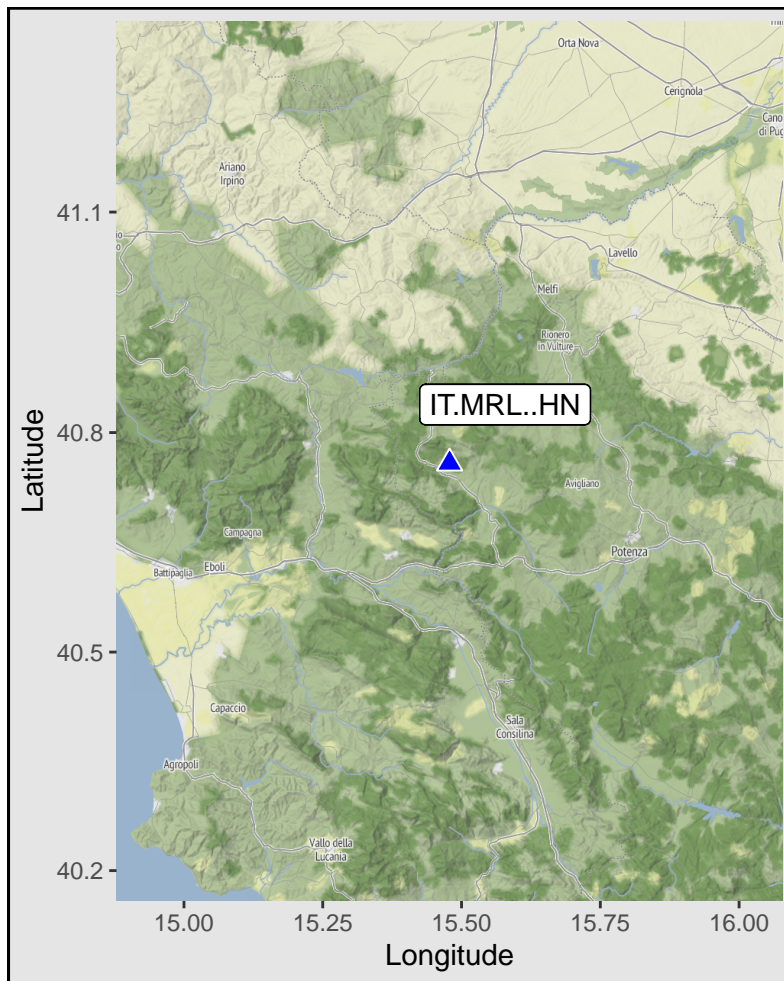 Orta Nova
Cerignola
Cano
di Pug
Ariano
Irpino
41.1
Lavello
Melfi
Rionero
in Vulture
IT.MRL..HN
40.8
Latitude
Avigliano
Campagna
Potenza
Eboli
Battipaglia
40.5
Capaccio
Sala
Consilina
Agropoli
Vallo della
Lucania
40.2
15.00
15.25
15.50
15.75
16.00
Longitude